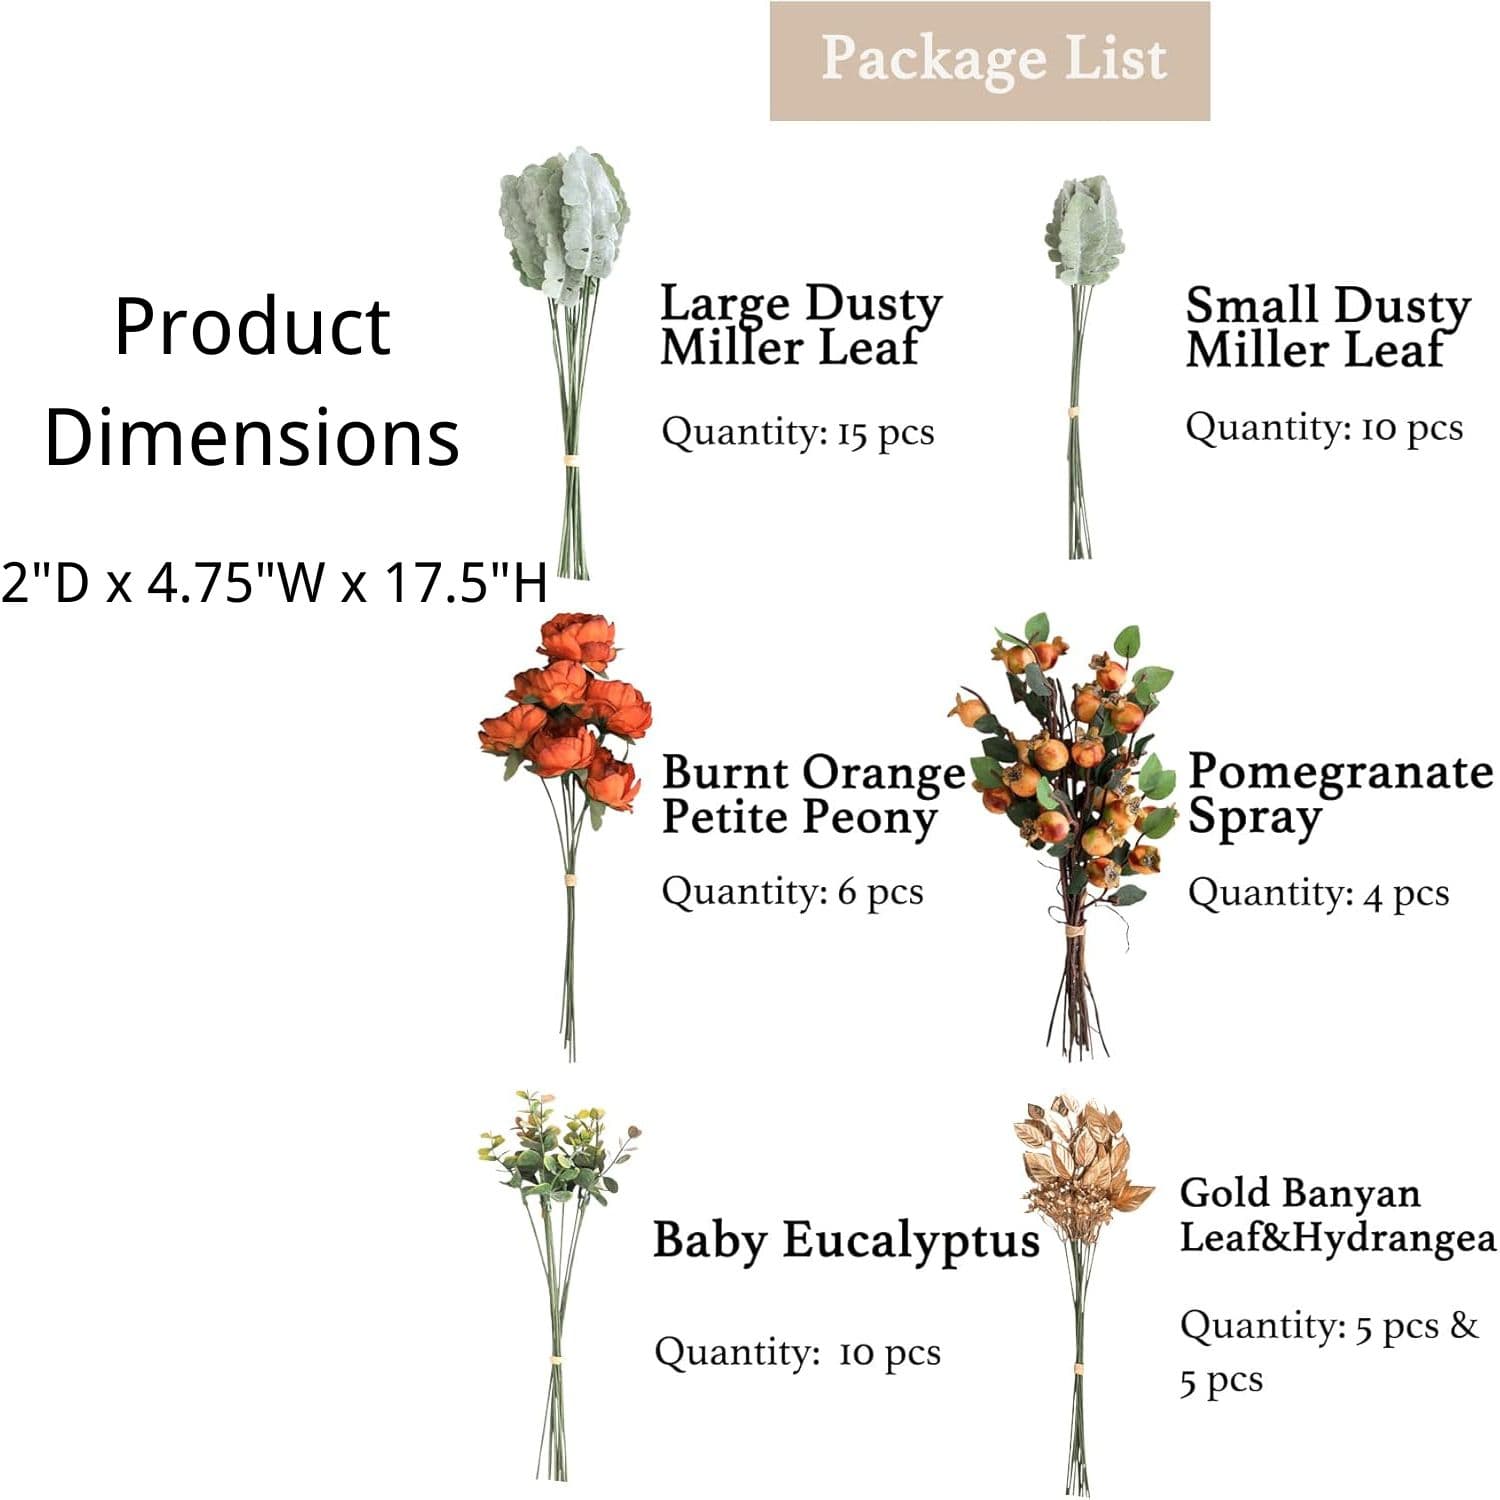 Package List
Product
Dimensions
2"D x 4.75"W x 17.5"H
Large Dusty
Miller Leaf
Quantity: 15 pcs
Small Dusty
Miller Leaf
Quantity: 10 pcs
Burnt Orange
Petite Peony
Quantity: 6 pcs
Pomegranate
Spray
Quantity: 4 pcs
Baby Eucalyptus
Quantity: 10 pcs
Gold Banyan
Leaf&Hydrangea
Quantity: 5 pcs &
5 pcs